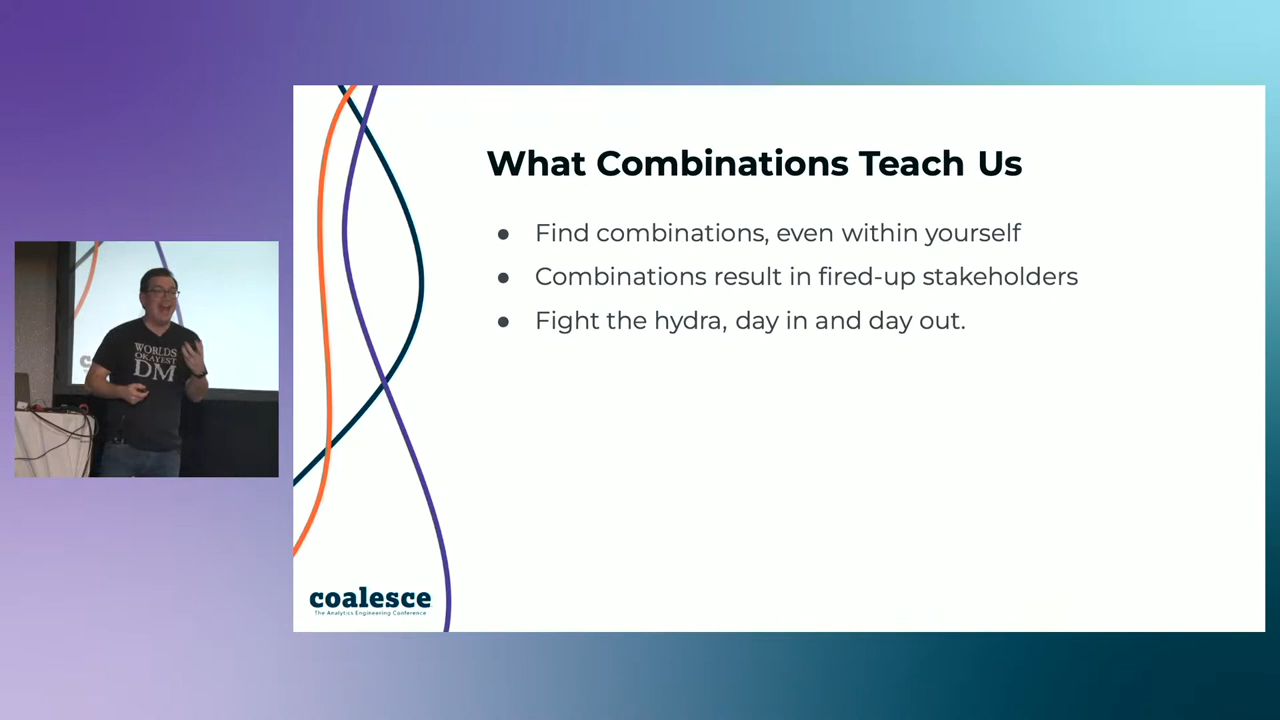 What Combinations Teach Us
● Find combinations, even within yourself
● Combinations result in fired-up stakeholders
● Fight the hydra, day in and day out.
WORLDS
OKAYEST
DM
coalesce
The Analytics Engineering Conference